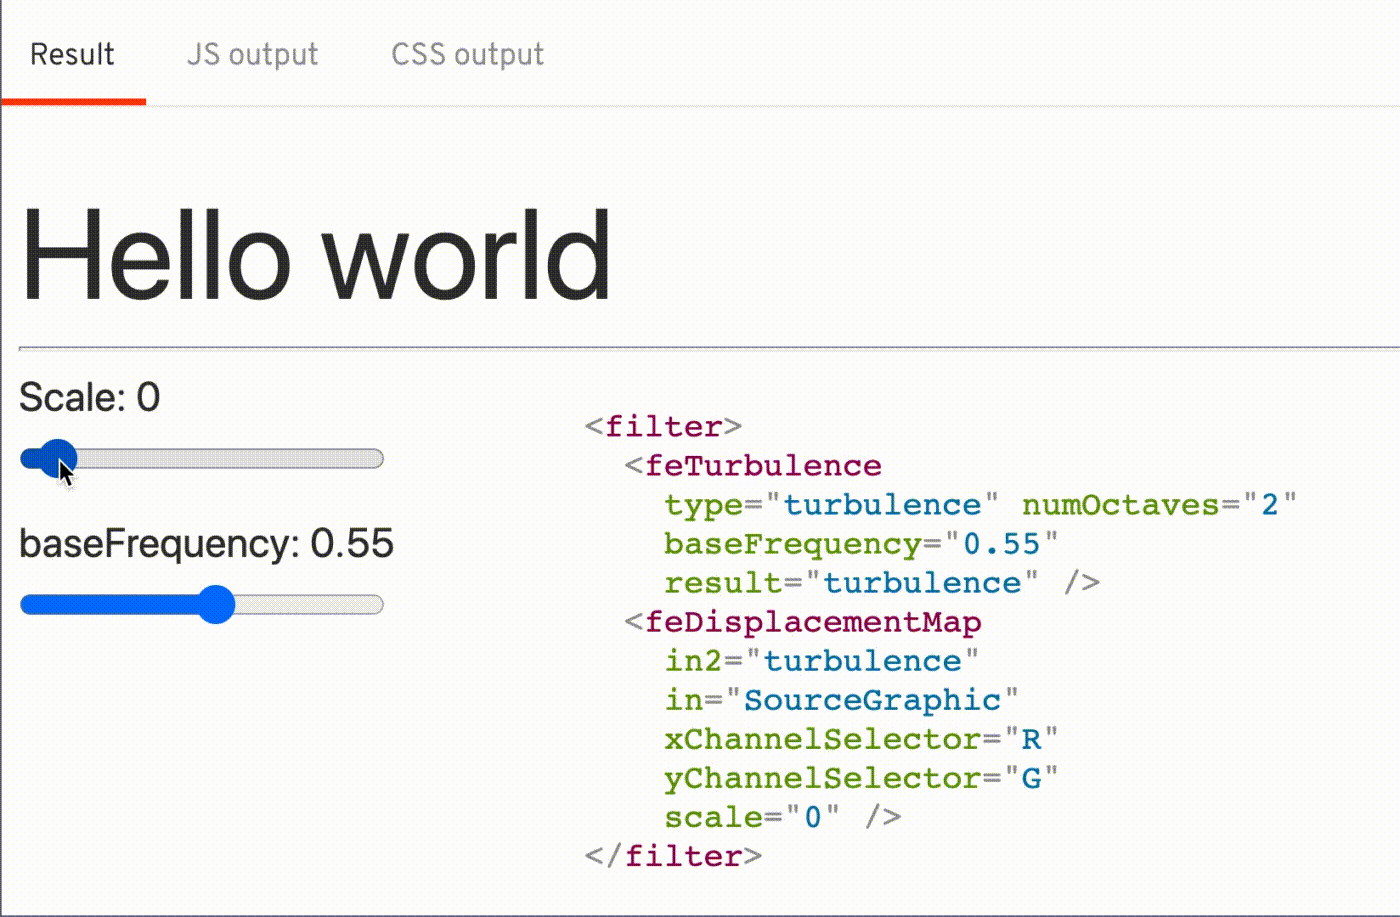 Result JS output CSS output
Hello world
Scale: 0
baseFrequency: 0.55
<filter>
<feTurbulence
type="turbulence" numOctaves="2"
baseFrequency="0.55"
result="turbulence" />
<feDisplacementMap
in2="turbulence"
in="SourceGraphic"
xChannelSelector="R"
yChannelSelector="G"
scale="0" />
</filter>